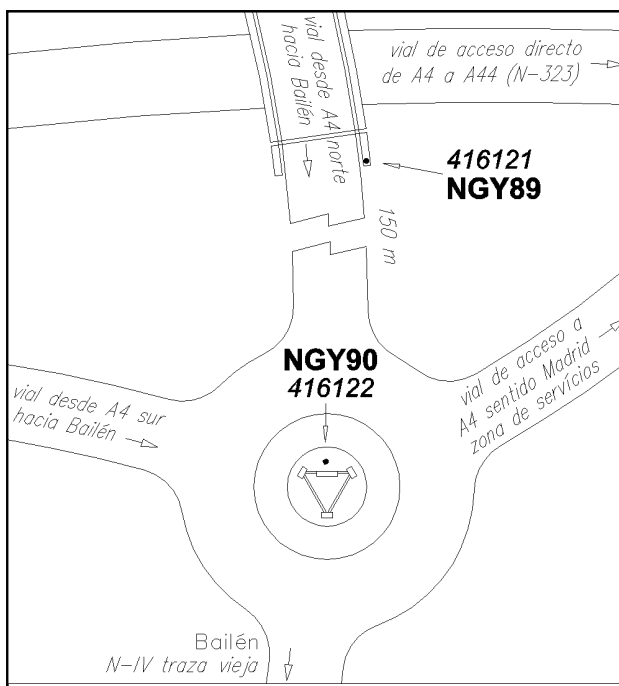 vial desde A4 norte
hacia Bailén
vial de acceso directo
de A4 a A44 (N-323)
416121
NGY89
150 m
NGY90
416122
vial desde A4 sur
hacia Bailén
vial de acceso a
A4 sentido Madrid
zona de servícios
Bailén
N-IV traza vieja